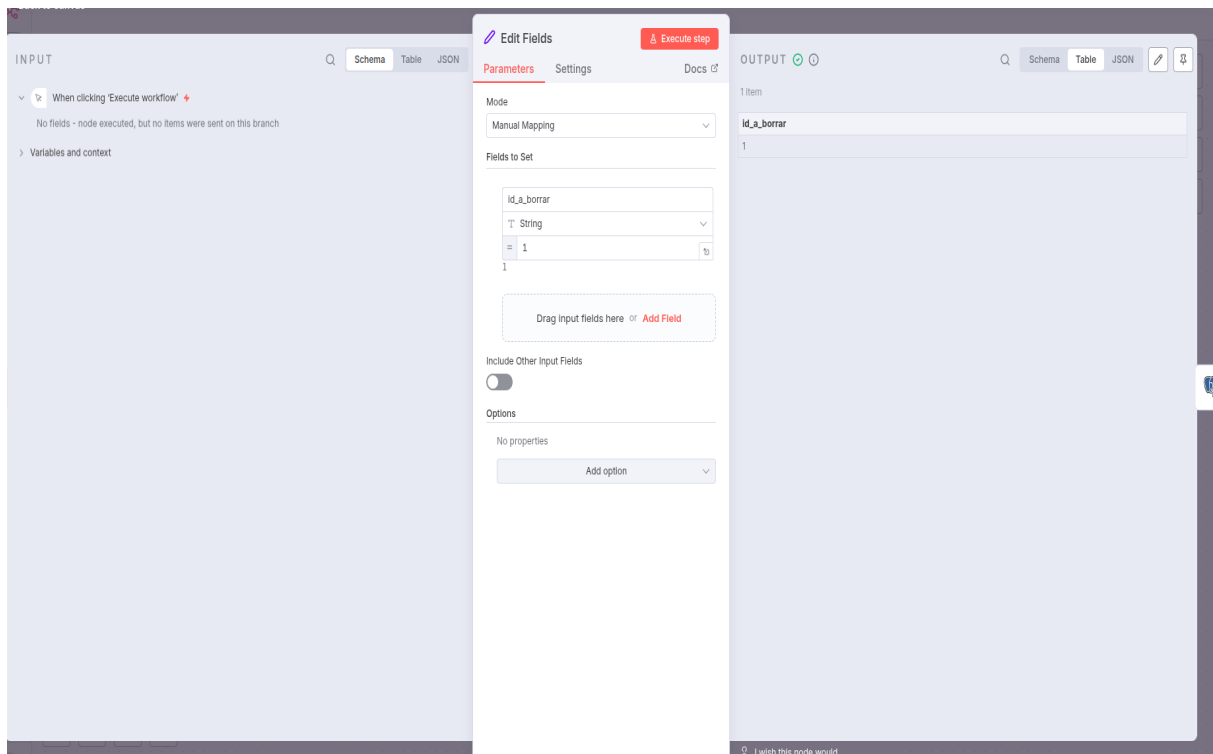 Edit Fields
Execute step
INPUT
Schema Table JSON
Parameters Settings Docs
OUTPUT
Schema Table JSON
When clicking 'Execute workflow'
No fields - node executed, but no items were sent on this branch
Variables and context
Mode
Manual Mapping
Fields to Set
id_a_borrar
String
= 1
1
Drag input fields here or Add Field
Include Other Input Fields
Options
No properties
Add option
1 item
id_a_borrar
1
I wish this node would